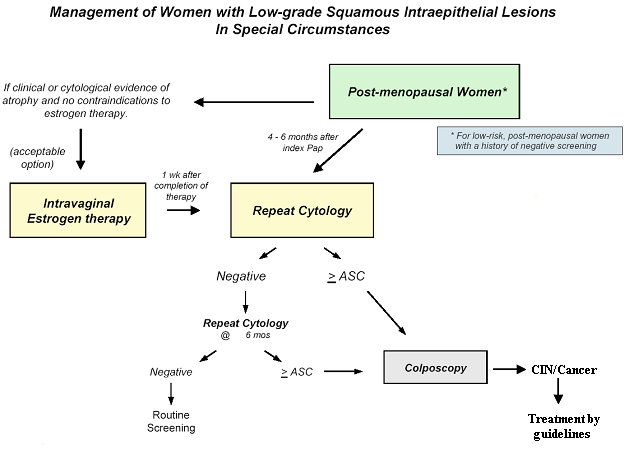 Management of Women with Low-grade Squamous Intraepithelial Lesions
In Special Circumstances
If clinical or cytological evidence of
atrophy and no contraindications to
estrogen therapy.
Post-menopausal Women*
4 - 6 months after
index Pap
* For low-risk, post-menopausal women
with a history of negative screening
(acceptable
option)
Intravaginal
Estrogen therapy
1 wk after
completion of
therapy
Repeat Cytology
Negative
> ASC
Repeat Cytology
@ 6 mos
Negative
> ASC
Colposcopy
CIN/Cancer
Routine
Screening
Treatment by
guidelines